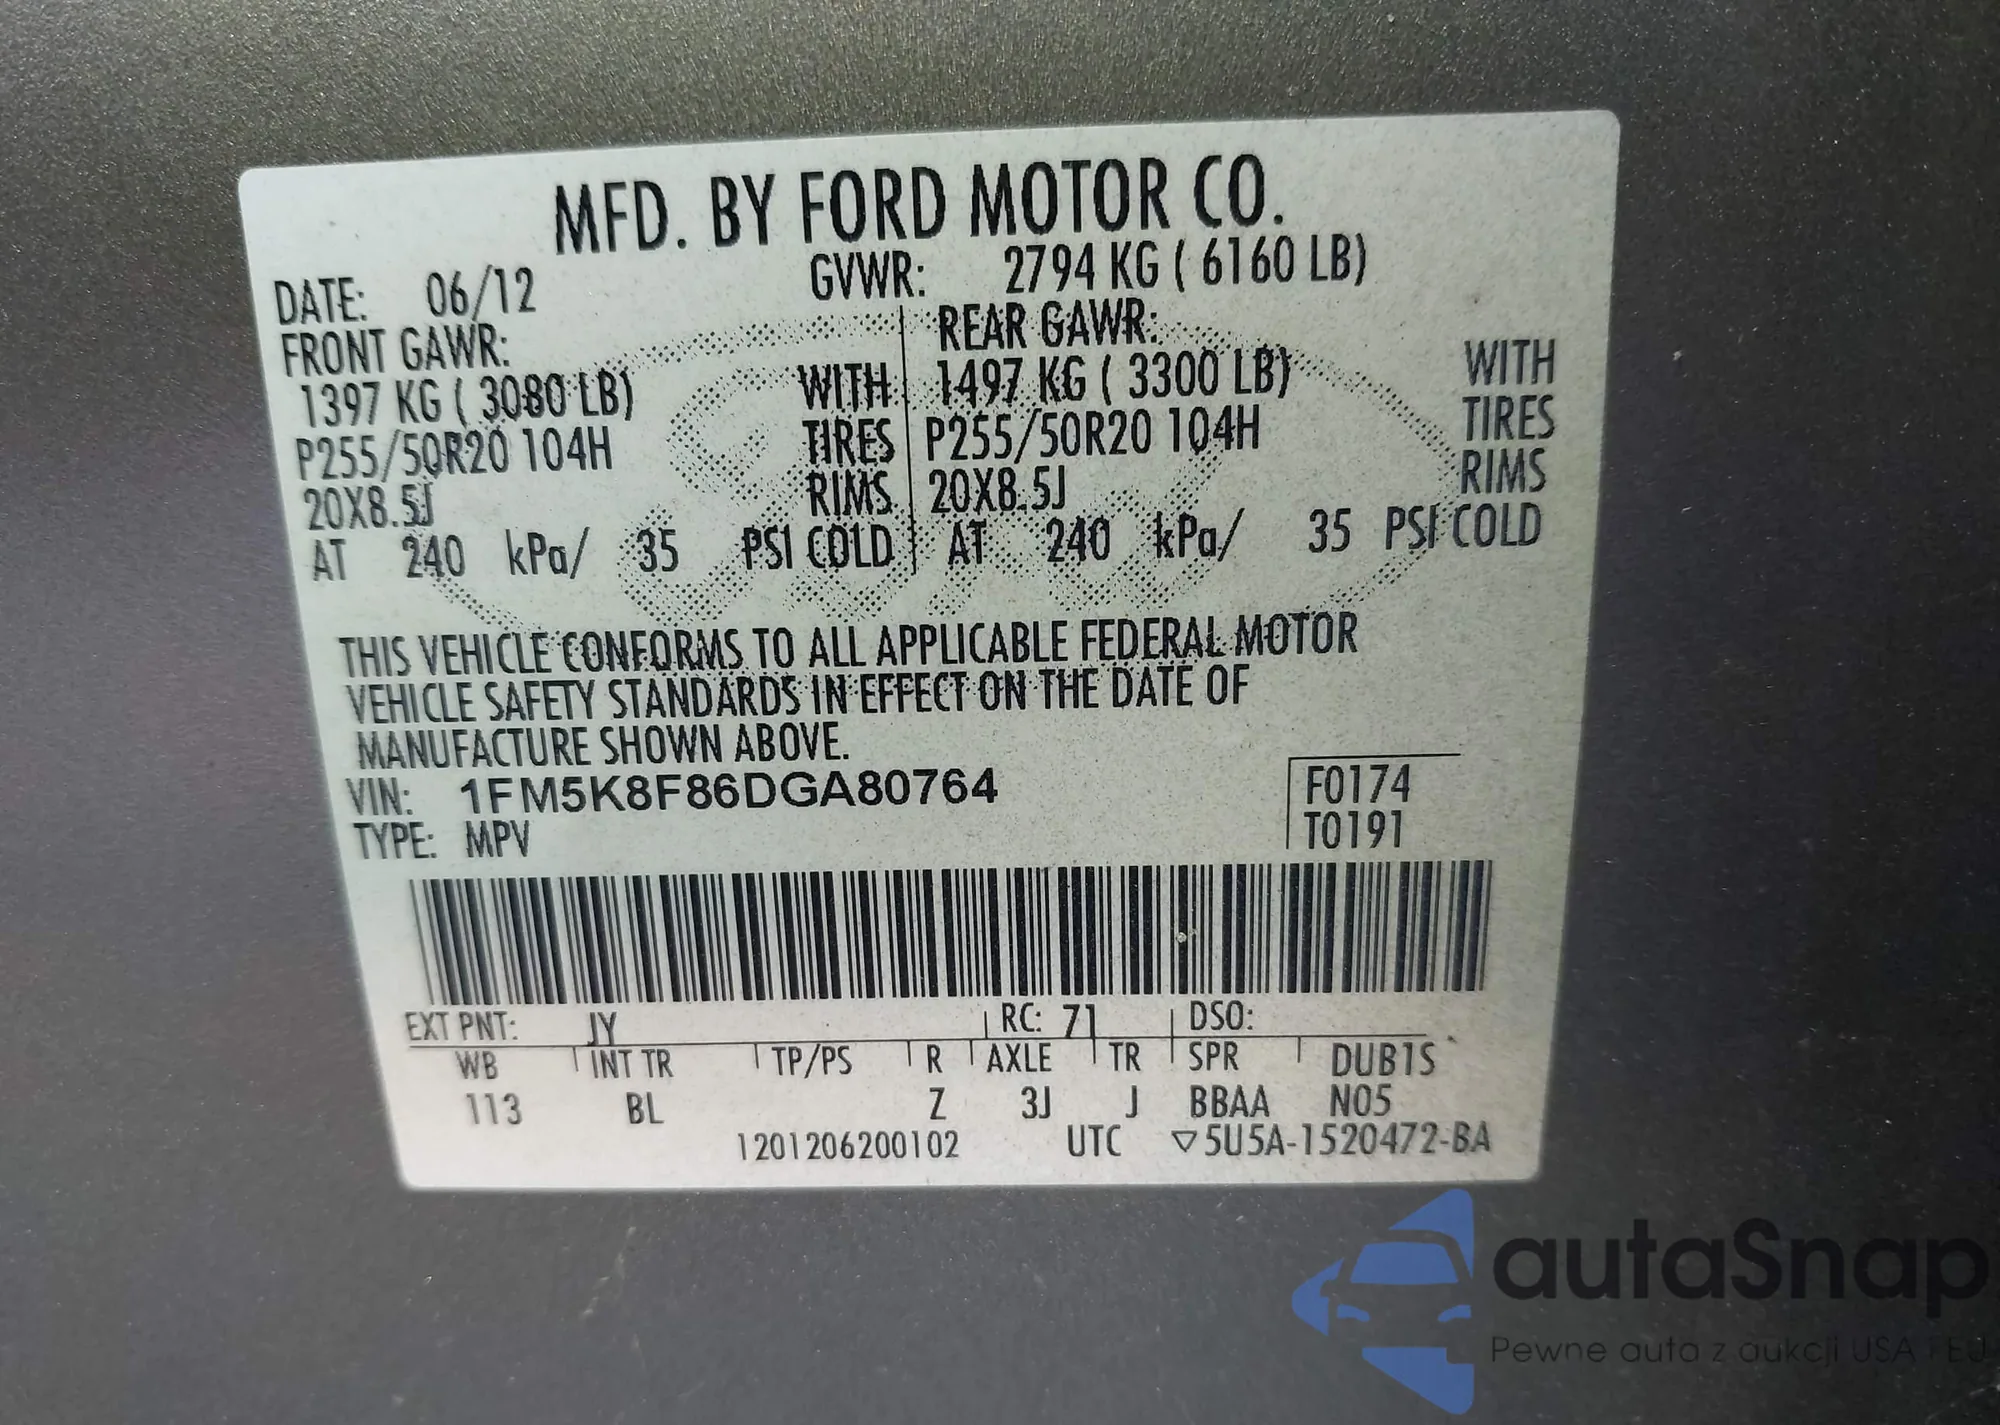 MFD. BY FORD MOTOR CO.
DATE: 06/12 GVWR: 2794 KG ( 6160 LB)
FRONT GAWR: REAR GAWR:
1397 KG ( 3080 LB) WITH 1497 KG ( 3300 LB) WITH
P255/50R20 104H TIRES P255/50R20 104H TIRES
20X8.5J RIMS 20X8.5J RIMS
AT 240 kPa/ 35 PSI COLD AT 240 kPa/ 35 PSI COLD
THIS VEHICLE CONFORMS TO ALL APPLICABLE FEDERAL MOTOR
VEHICLE SAFETY STANDARDS IN EFFECT ON THE DATE OF
MANUFACTURE SHOWN ABOVE.
VIN: 1FM5K8F86DGA80764 F0174
TYPE: MPV T0191
EXT PNT: JY RC: 71 DSO:
WB INT TR TP/PS R AXLE TR SPR DUB1S
113 BL Z 3J J BBAA N05
1201206200102 UTC ▽5U5A-1520472-BA
autaSnap
Pewne auta z aukcji USA i EU